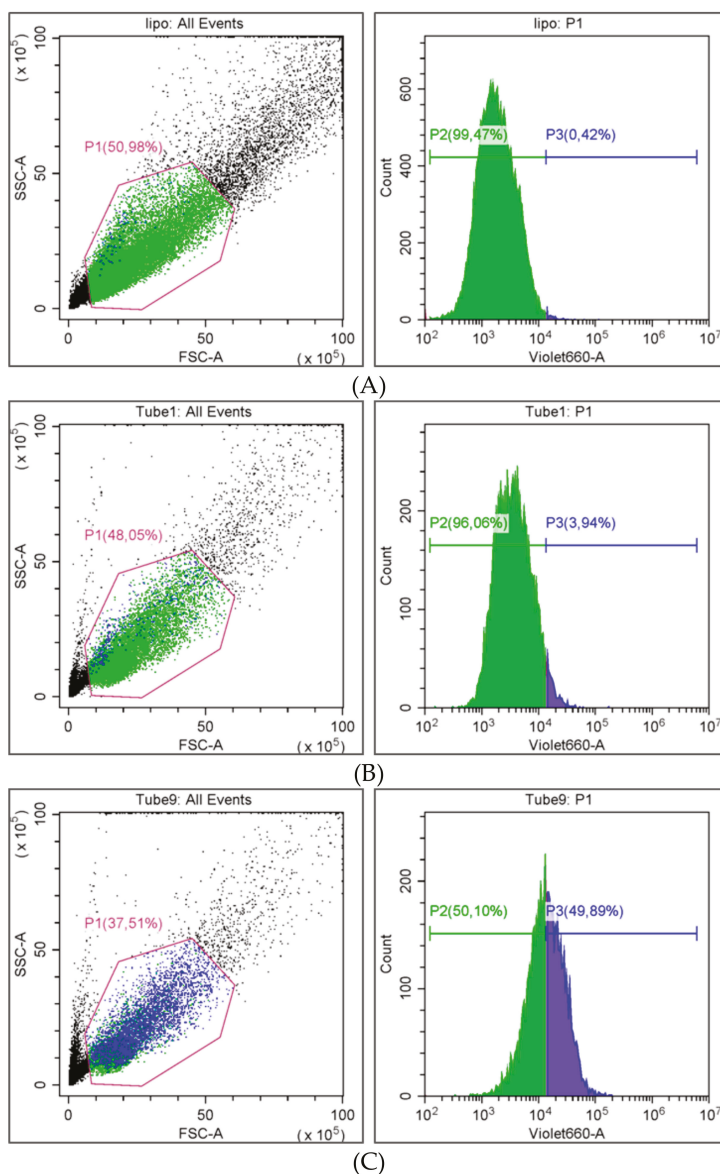 lipo: All Events
(x 10⁵)
100
P1(50,98%)
SSC-A
50
0
0 50 100
FSC-A (x 10⁵)
lipo: P1
600
P2(99,47%) P3(0,42%)
Count
400
200
0
10² 10³ 10⁴ 10⁵ 10⁶ 10⁷
Violet660-A
(A)
Tube1: All Events
(x 10⁵)
100
P1(48,05%)
SSC-A
50
0
0 50 100
FSC-A (x 10⁵)
Tube1: P1
200
P2(96,06%) P3(3,94%)
Count
100
0
10² 10³ 10⁴ 10⁵ 10⁶ 10⁷
Violet660-A
(B)
Tube9: All Events
(x 10⁵)
100
P1(37,51%)
SSC-A
50
0
0 50 100
FSC-A (x 10⁵)
Tube9: P1
200
P2(50,10%) P3(49,89%)
Count
100
0
10² 10³ 10⁴ 10⁵ 10⁶ 10⁷
Violet660-A
(C)